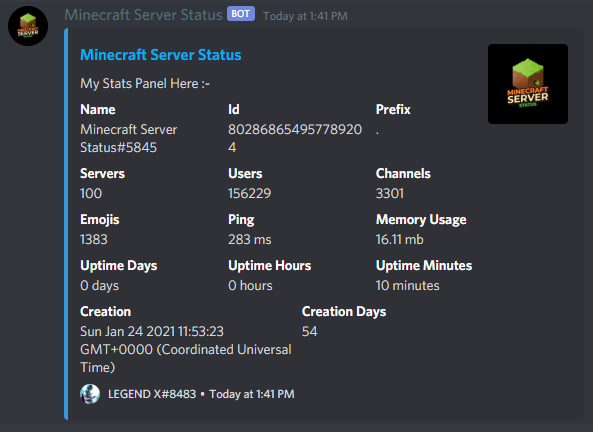 Minecraft Server Status BOT Today at 1:41 PM
Minecraft Server Status
MINECRAFT
SERVER
STATUS
My Stats Panel Here :-
Name Id Prefix
Minecraft Server 80286865495778920 .
Status#5845 4
Servers Users Channels
100 156229 3301
Emojis Ping Memory Usage
1383 283 ms 16.11 mb
Uptime Days Uptime Hours Uptime Minutes
0 days 0 hours 10 minutes
Creation Creation Days
Sun Jan 24 2021 11:53:23 54
GMT+0000 (Coordinated Universal
Time)
LEGEND X#8483 • Today at 1:41 PM